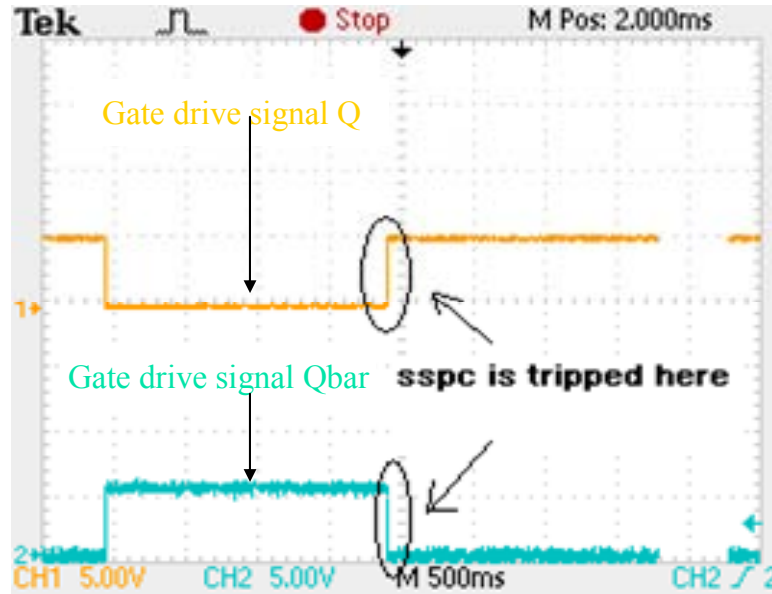 Tek Stop M Pos: 2.000ms
Gate drive signal Q
1
Gate drive signal Qbar
sspc is tripped here
2
CH1 5.00V CH2 5.00V M 500ms CH2 / 2